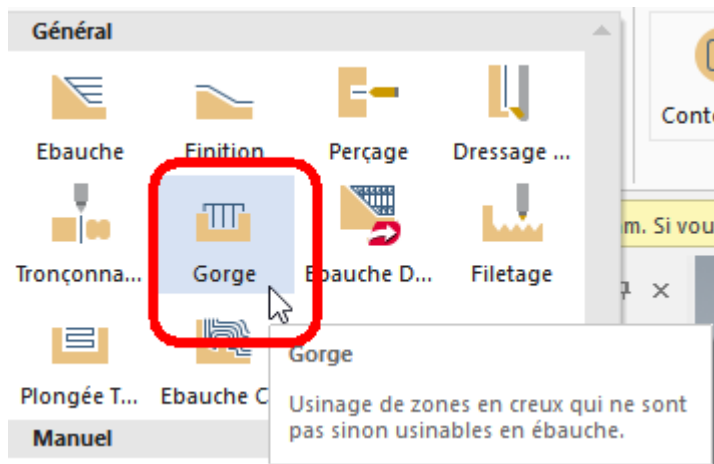 Général
Cont
Ebauche Finition Perçage Dressage ...
m. Si vou
Tronçonna... Gorge Ebauche D... Filetage
Gorge
Plongée T... Ebauche C
Usinage de zones en creux qui ne sont
pas sinon usinables en ébauche.
Manuel